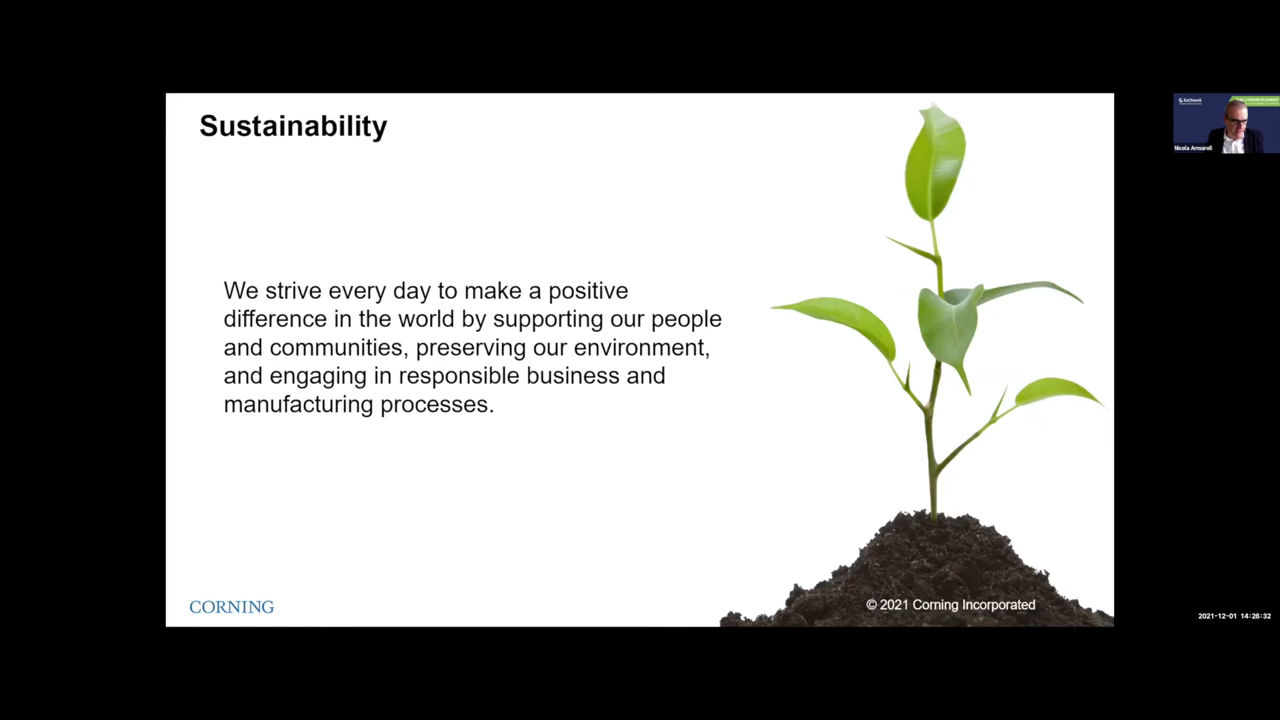 Sustainability
We strive every day to make a positive
difference in the world by supporting our people
and communities, preserving our environment,
and engaging in responsible business and
manufacturing processes.
CORNING
© 2021 Corning Incorporated
EuChemS
Nicola Armaroli
2021-12-01 14:26:32